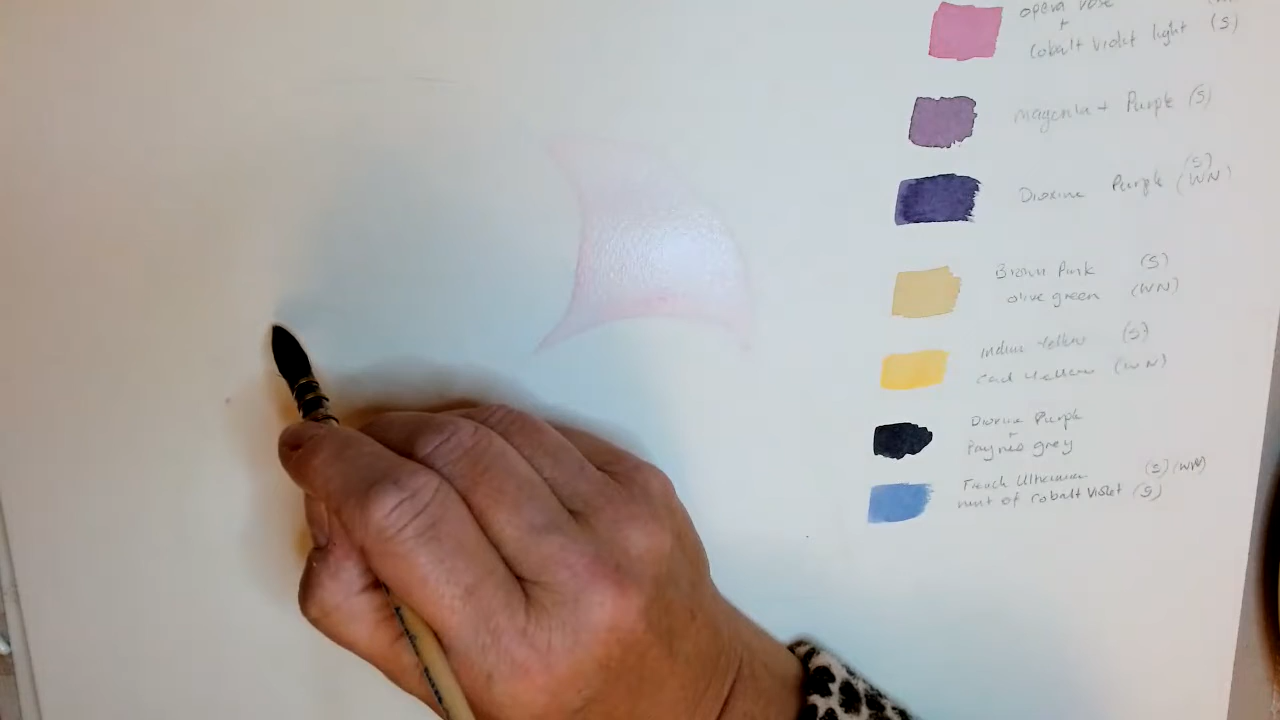 opera rose
+
Cobalt Violet light (S)
Magenta + Purple (S)
(S)
Dioxine Purple (WN)
Brown Pink (S)
olive green (WN)
Indian Yellow (S)
Cad Yellow (WN)
Dioxine Purple
+
Paynes grey
French Ultramari (S) (WN)
hint of Cobalt Violet (S)